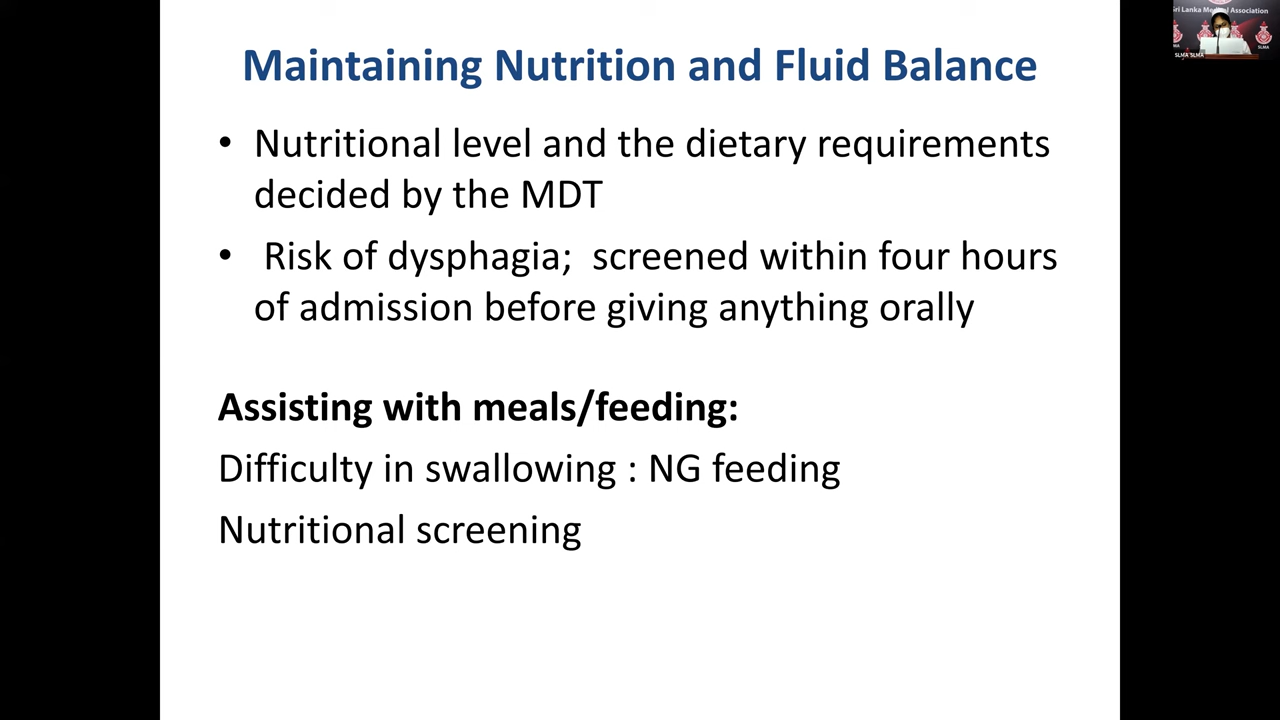 Maintaining Nutrition and Fluid Balance
• Nutritional level and the dietary requirements
decided by the MDT
• Risk of dysphagia; screened within four hours
of admission before giving anything orally
Assisting with meals/feeding:
Difficulty in swallowing : NG feeding
Nutritional screening
Sri Lanka Medical Association
SLMA
SLMA SLMA